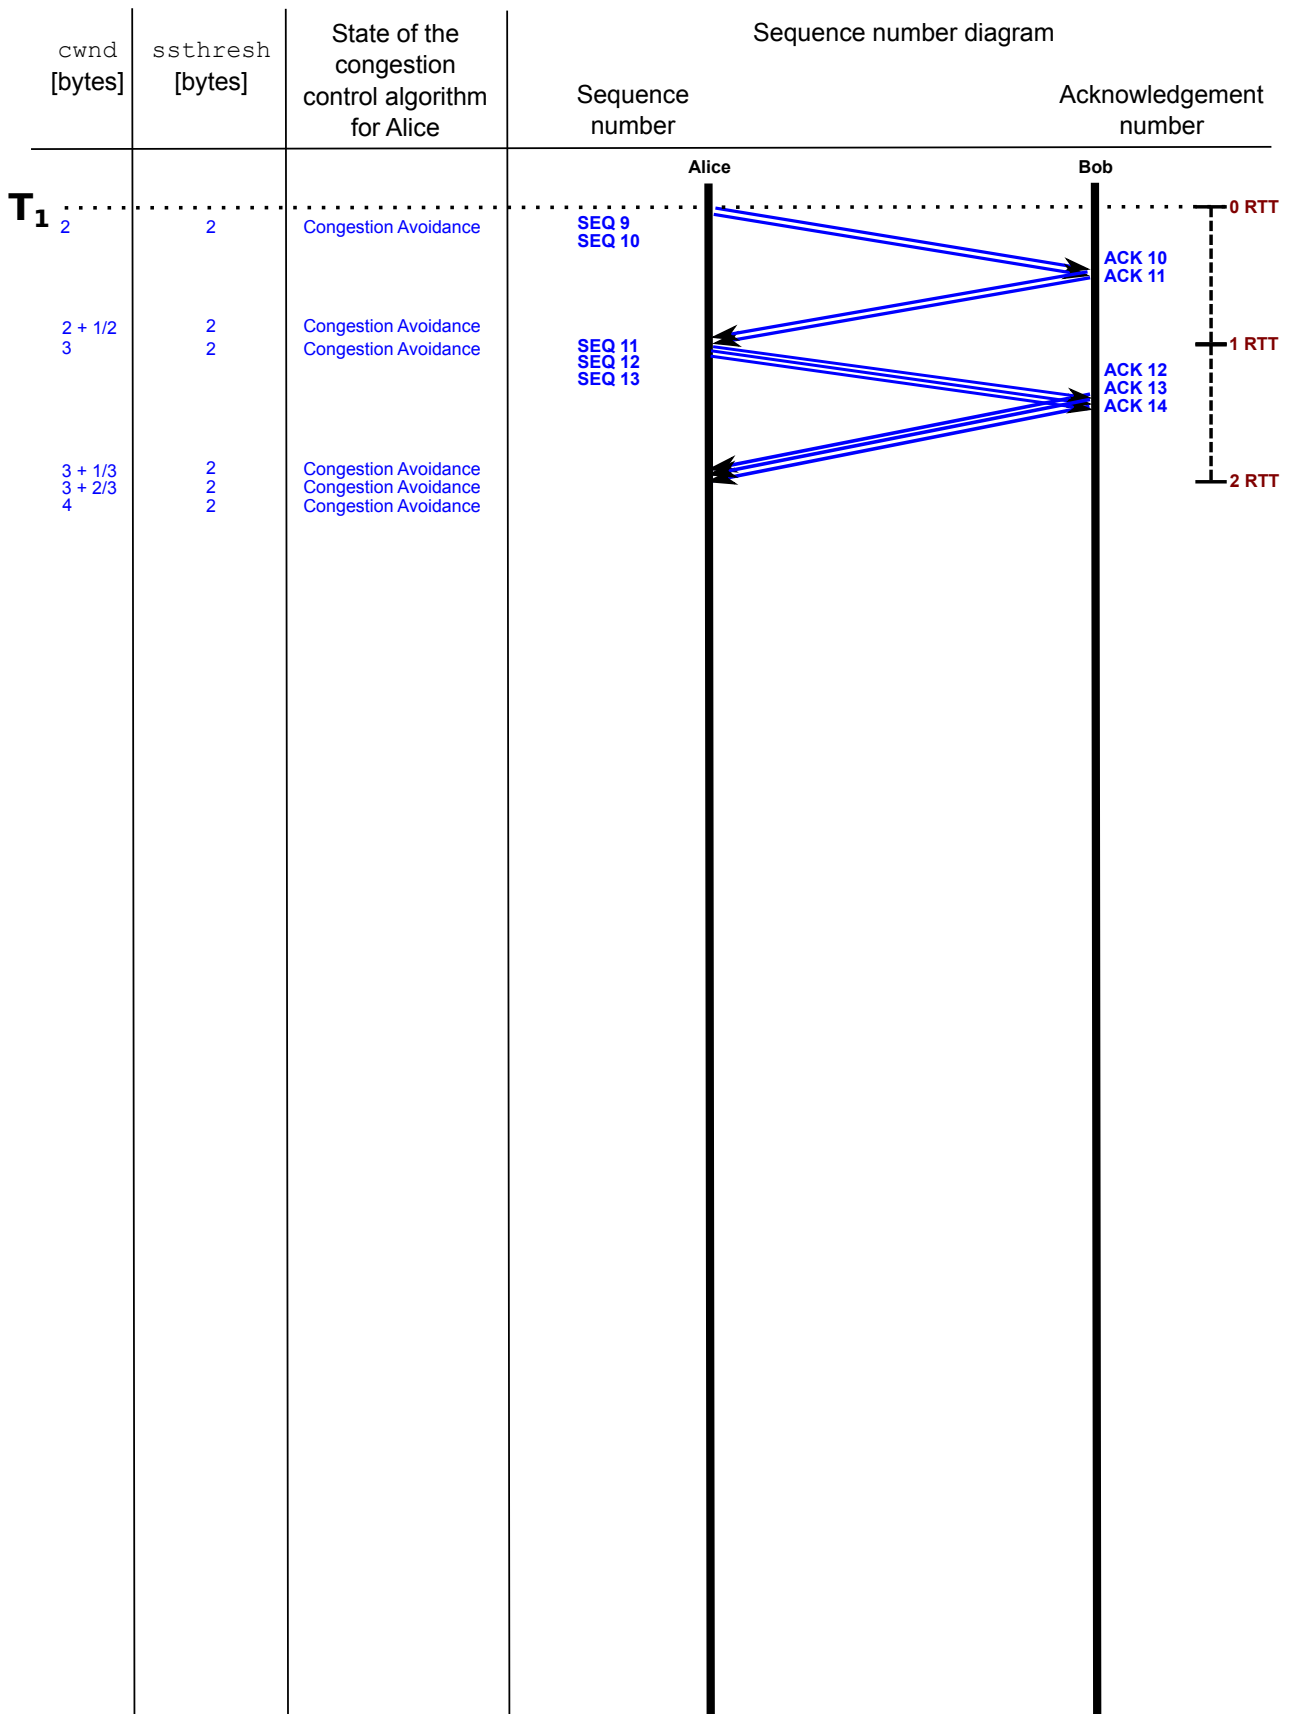 cwnd
[bytes]
ssthresh
[bytes]
State of the
congestion
control algorithm
for Alice
Sequence number diagram
Sequence
number
Acknowledgement
number
Alice
Bob
T1
0 RTT
2
2
Congestion Avoidance
SEQ 9
SEQ 10
ACK 10
ACK 11
2 + 1/2
2
Congestion Avoidance
3
2
Congestion Avoidance
SEQ 11
SEQ 12
SEQ 13
1 RTT
ACK 12
ACK 13
ACK 14
3 + 1/3
2
Congestion Avoidance
3 + 2/3
2
Congestion Avoidance
4
2
Congestion Avoidance
2 RTT